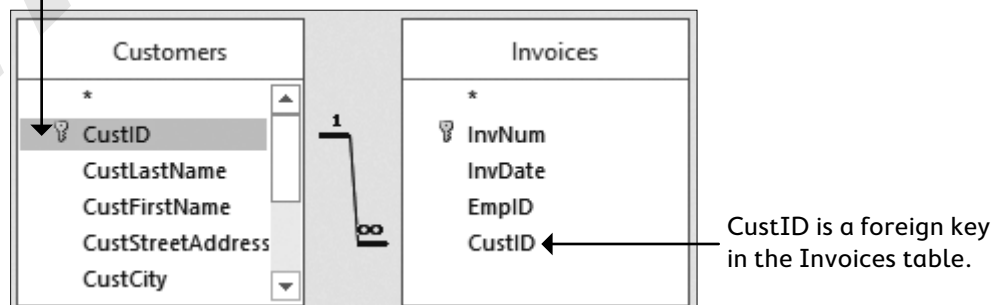 Customers
*
CustID
CustLastName
CustFirstName
CustStreetAddress
CustCity
1
∞
Invoices
*
InvNum
InvDate
EmpID
CustID
CustID is a foreign key
in the Invoices table.